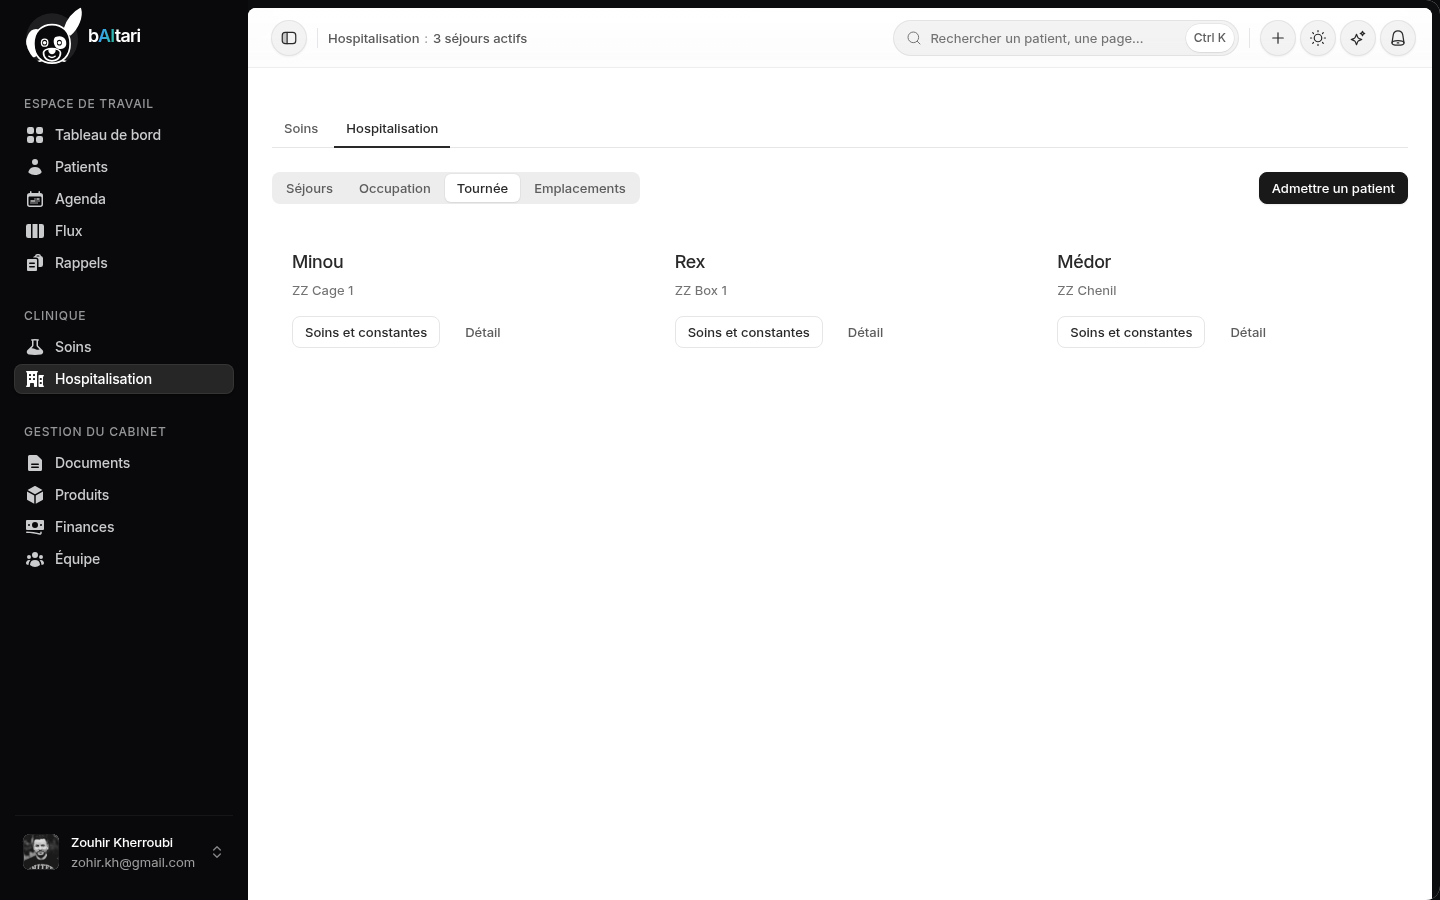 bAItari
ESPACE DE TRAVAIL
Tableau de bord
Patients
Agenda
Flux
Rappels
CLINIQUE
Soins
Hospitalisation
GESTION DU CABINET
Documents
Produits
Finances
Équipe
Zouhir Kherroubi
zohir.kh@gmail.com
Hospitalisation : 3 séjours actifs
Rechercher un patient, une page... Ctrl K
Soins Hospitalisation
Séjours Occupation Tournée Emplacements Admettre un patient
Minou Rex Médor
ZZ Cage 1 ZZ Box 1 ZZ Chenil
Soins et constantes Détail Soins et constantes Détail Soins et constantes Détail